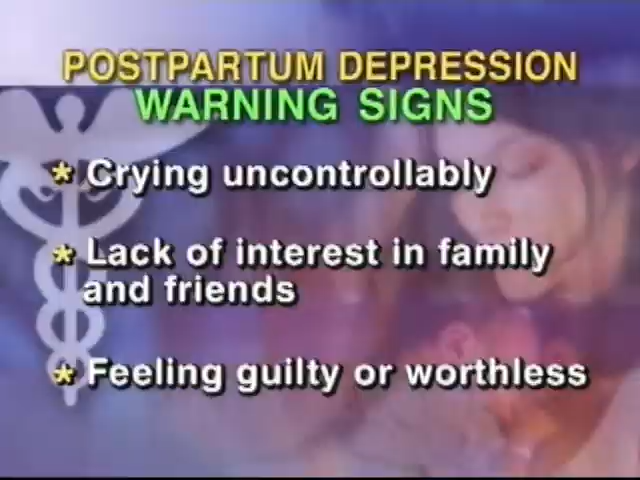 POSTPARTUM DEPRESSION
WARNING SIGNS
* Crying uncontrollably
* Lack of interest in family
and friends
* Feeling guilty or worthless